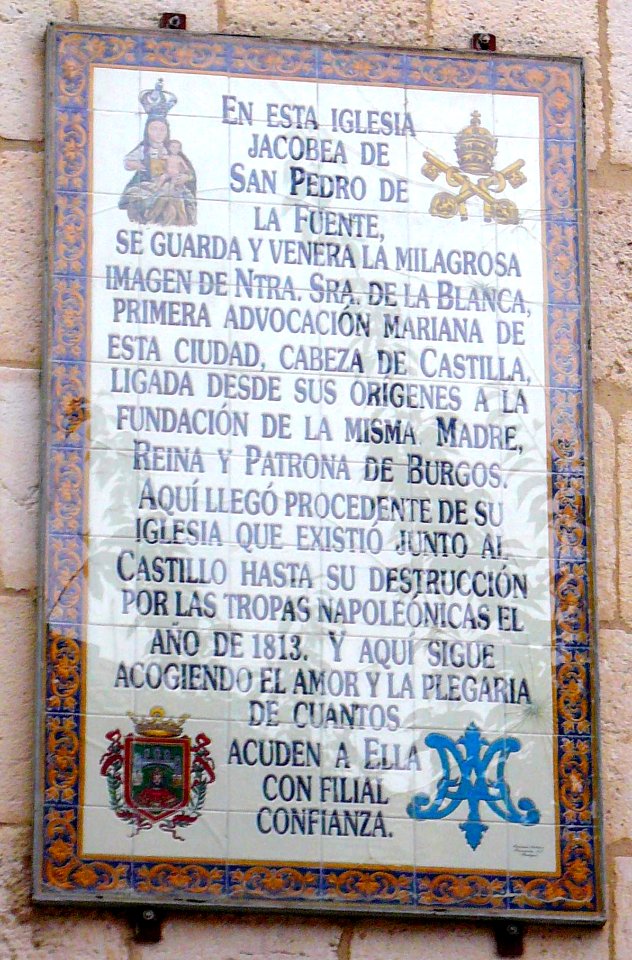 EN ESTA IGLESIA
JACOBEA DE
SAN PEDRO DE
LA FUENTE,
SE GUARDA Y VENERA LA MILAGROSA
IMAGEN DE NTRA. SRA. DE LA BLANCA,
PRIMERA ADVOCACIÓN MARIANA DE
ESTA CIUDAD, CABEZA DE CASTILLA,
LIGADA DESDE SUS ORÍGENES A LA
FUNDACIÓN DE LA MISMA. MADRE,
REINA Y PATRONA DE BURGOS.
AQUÍ LLEGÓ PROCEDENTE DE SU
IGLESIA QUE EXISTIÓ JUNTO AL
CASTILLO HASTA SU DESTRUCCIÓN
POR LAS TROPAS NAPOLEÓNICAS EL
AÑO DE 1813. Y AQUÍ SIGUE
ACOGIENDO EL AMOR Y LA PLEGARIA
DE CUANTOS
ACUDEN A ELLA
CON FILIAL
CONFIANZA.